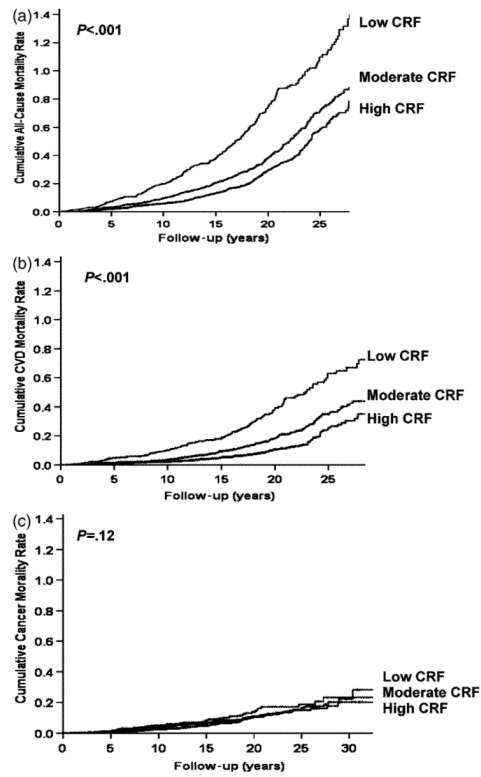 (a)
P<.001
Cumulative All-Cause Mortality Rate
1.4
1.2
1.0
0.8
0.6
0.4
0.2
0.0
Low CRF
Moderate CRF
High CRF
0 5 10 15 20 25
Follow-up (years)
(b)
P<.001
Cumulative CVD Mortality Rate
1.4
1.2
1.0
0.8
0.6
0.4
0.2
0.0
Low CRF
Moderate CRF
High CRF
0 5 10 15 20 25
Follow-up (years)
(c)
P=.12
Cumulative Cancer Morality Rate
1.4
1.2
1.0
0.8
0.6
0.4
0.2
0.0
Low CRF
Moderate CRF
High CRF
0 5 10 15 20 25 30
Follow-up (years)